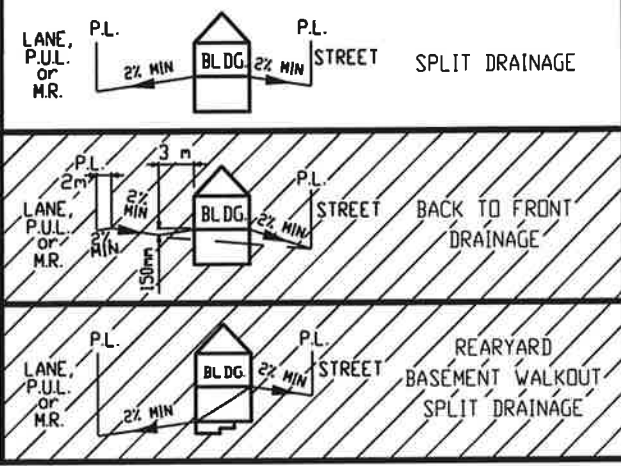 P.L.
P.L.
LANE,
P.U.L.
or
M.R.
2% MIN
BLDG.
2% MIN
STREET
SPLIT DRAINAGE
3 m
P.L.
2m
P.L.
LANE,
P.U.L.
or
M.R.
2% MIN
2% MIN
150mm
BLDG.
2% MIN
STREET
BACK TO FRONT
DRAINAGE
P.L.
P.L.
LANE,
P.U.L.
or
M.R.
2% MIN
BLDG.
2% MIN
STREET
REARYARD
BASEMENT WALKOUT
SPLIT DRAINAGE